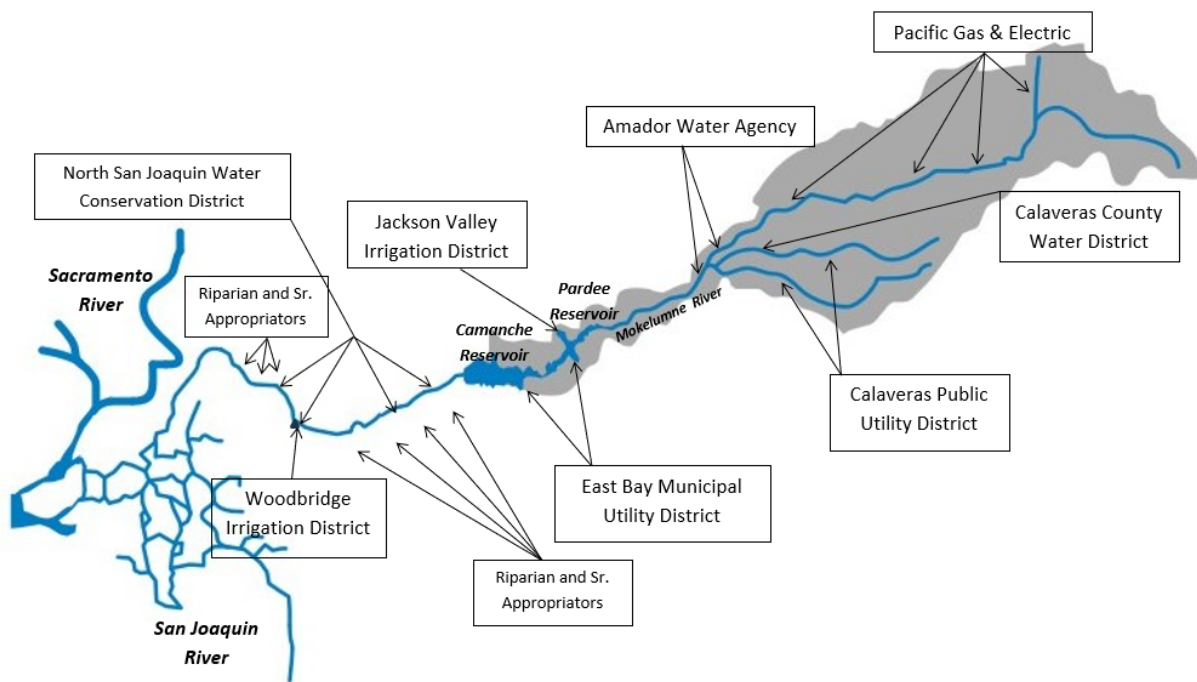 Pacific Gas & Electric
Amador Water Agency
North San Joaquin Water
Conservation District
Jackson Valley
Irrigation District
Calaveras County
Water District
Sacramento
River
Riparian and Sr.
Appropriators
Pardee
Reservoir
Mokelumne River
Camanche
Reservoir
Calaveras Public
Utility District
East Bay Municipal
Utility District
Woodbridge
Irrigation District
Riparian and Sr.
Appropriators
San Joaquin
River